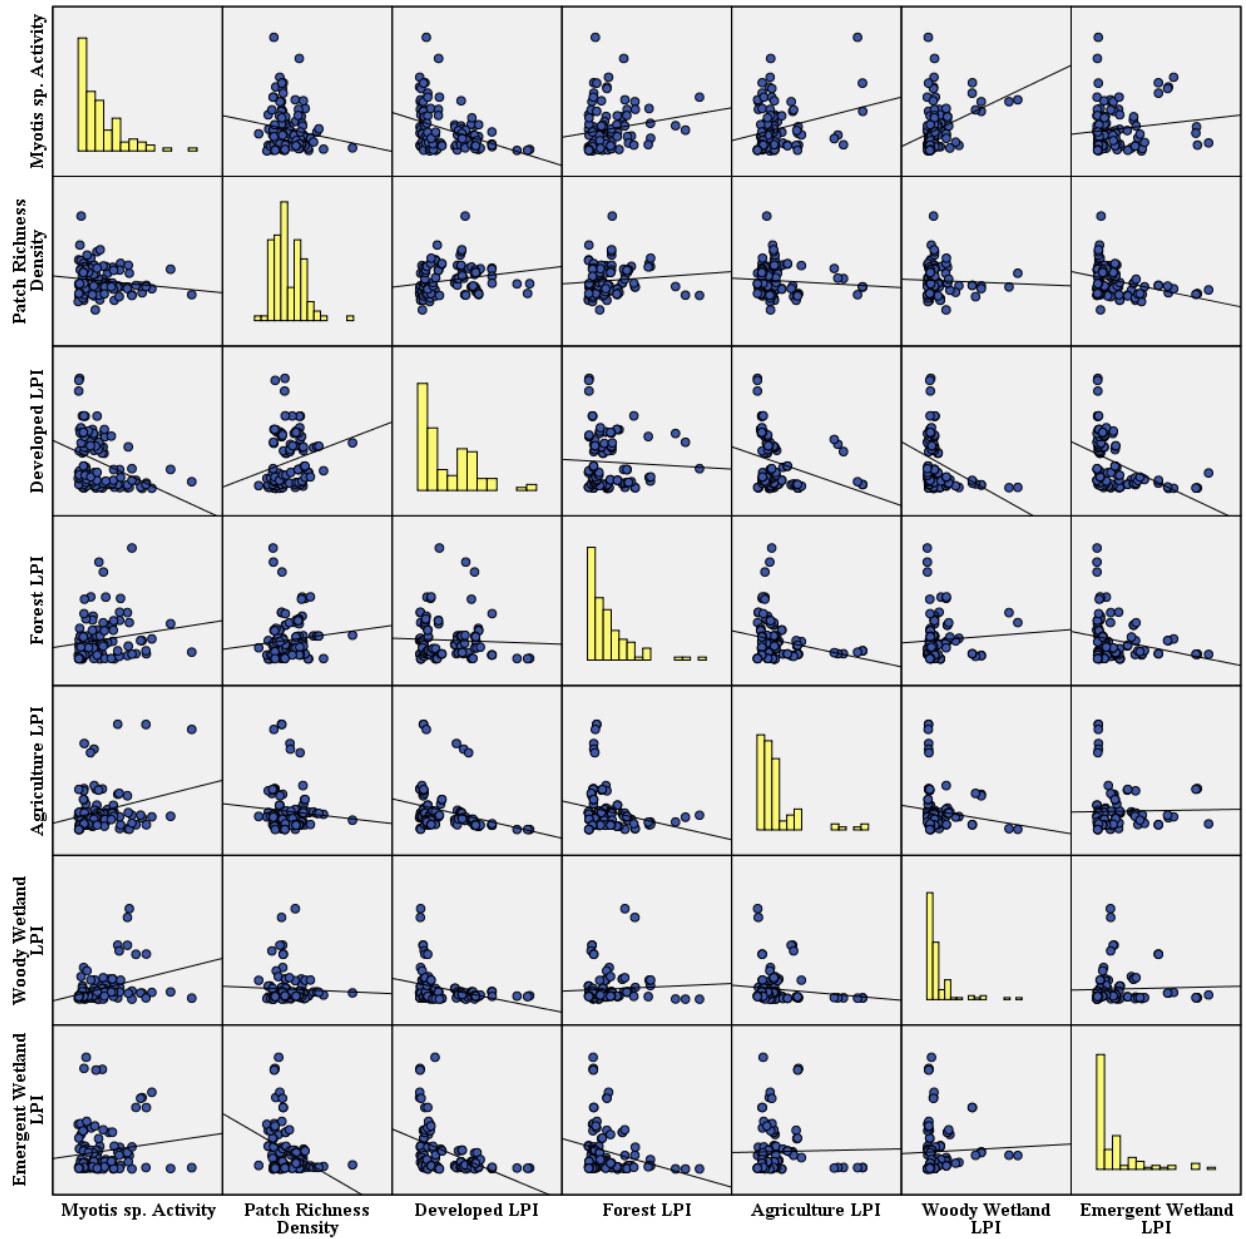 Myotis sp. Activity
Patch Richness
Density
Developed LPI
Forest LPI
Agriculture LPI
Woody Wetland
LPI
Emergent Wetland
LPI
Myotis sp. Activity
Patch Richness
Density
Developed LPI
Forest LPI
Agriculture LPI
Woody Wetland
LPI
Emergent Wetland
LPI